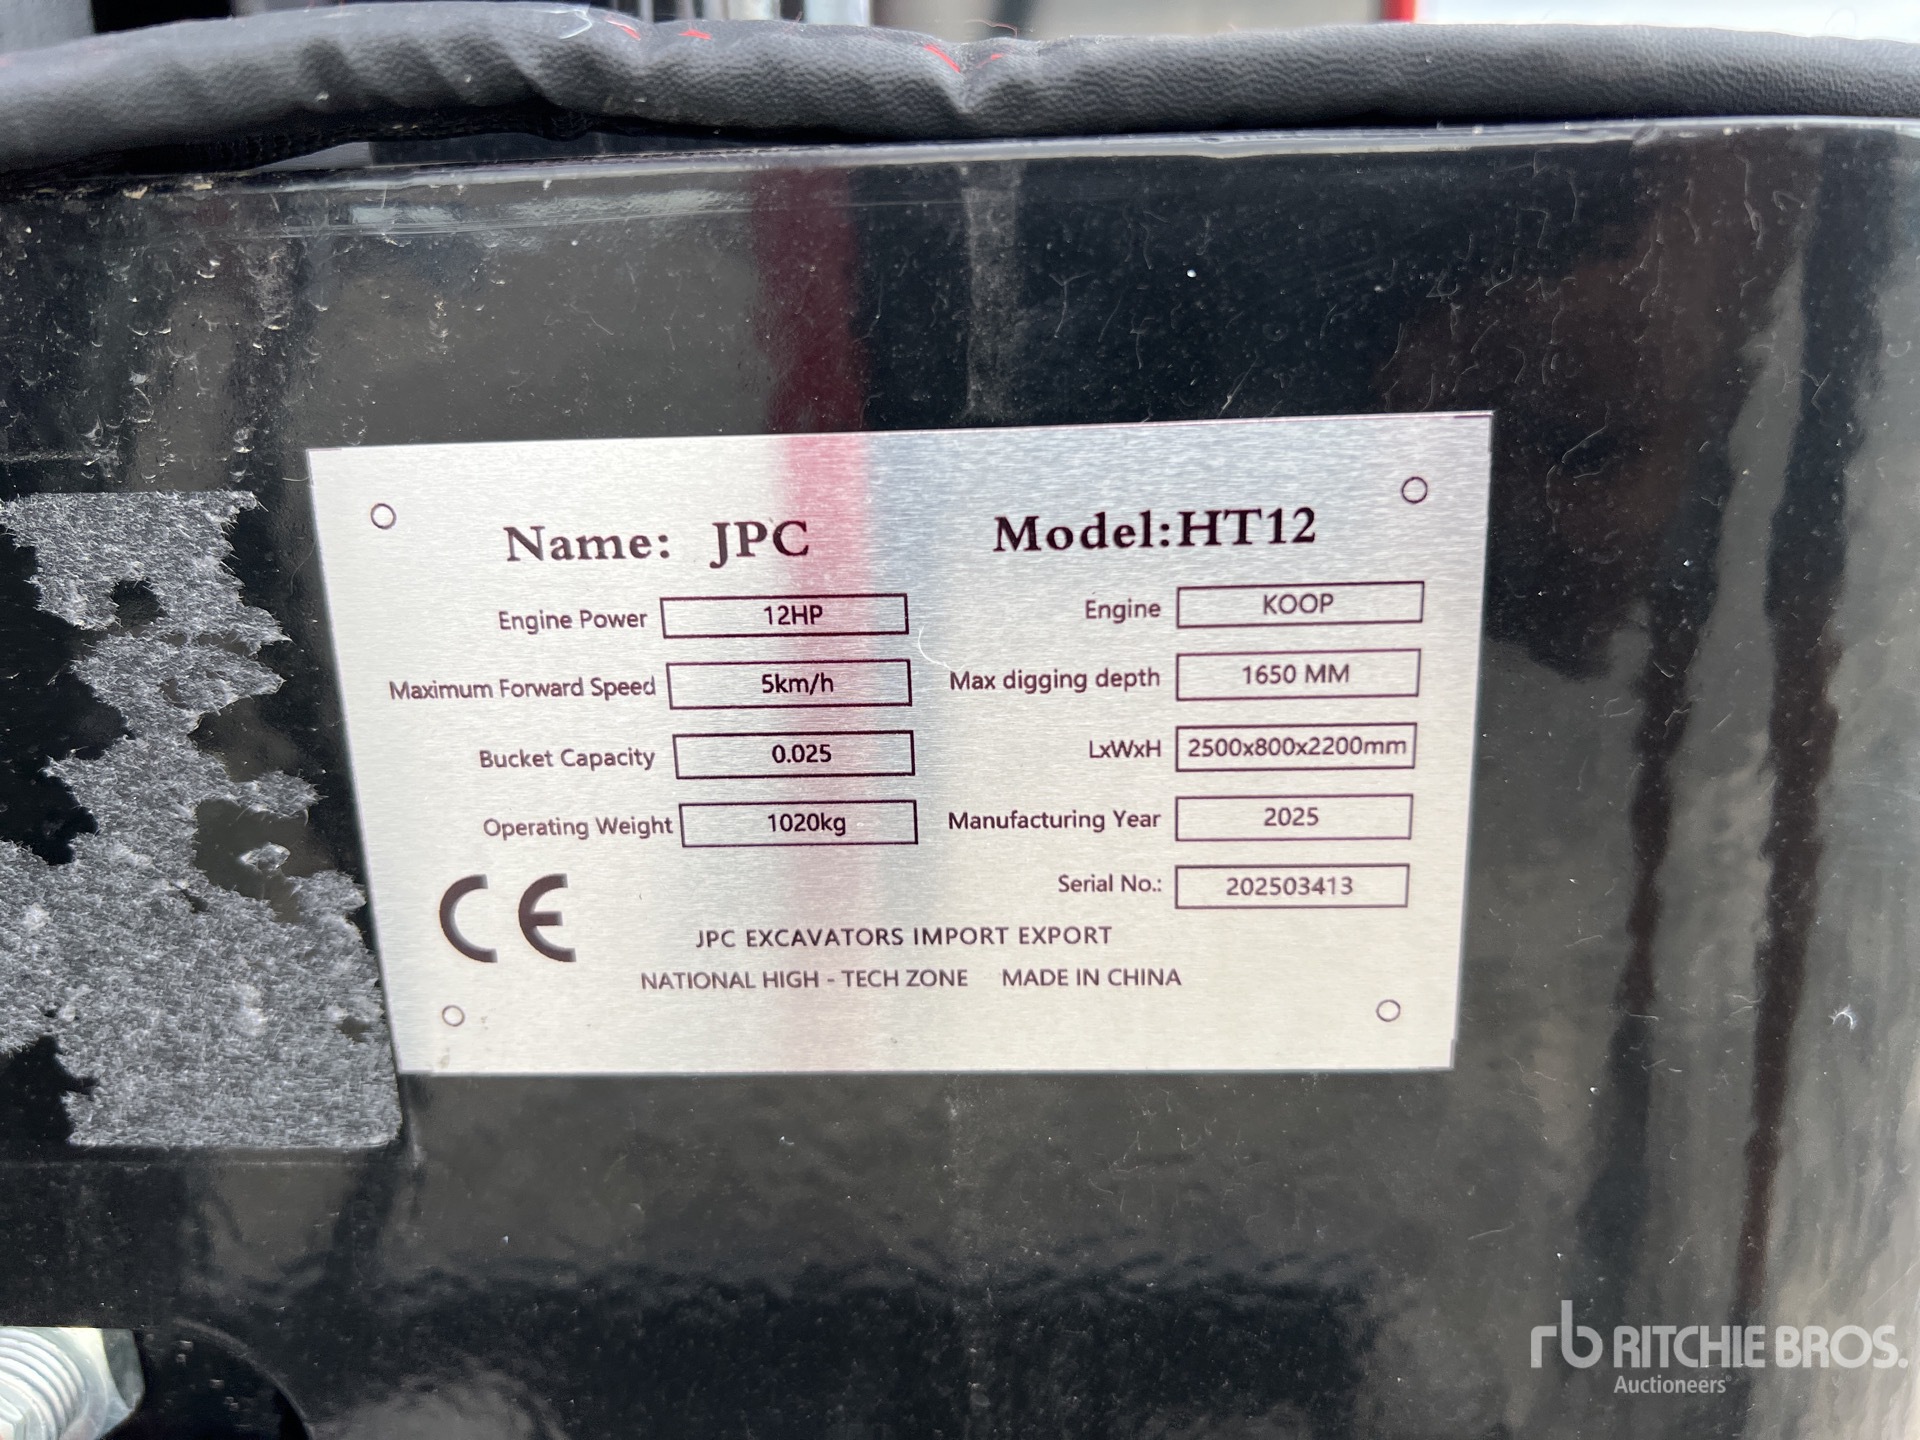 Name: JPC Model:HT12
Engine Power 12HP Engine KOOP
Maximum Forward Speed 5km/h Max digging depth 1650 MM
Bucket Capacity 0.025 LxWxH 2500x800x2200mm
Operating Weight 1020kg Manufacturing Year 2025
Serial No.: 202503413
CE
JPC EXCAVATORS IMPORT EXPORT
NATIONAL HIGH - TECH ZONE MADE IN CHINA
rb RITCHIE BROS.
Auctioneers